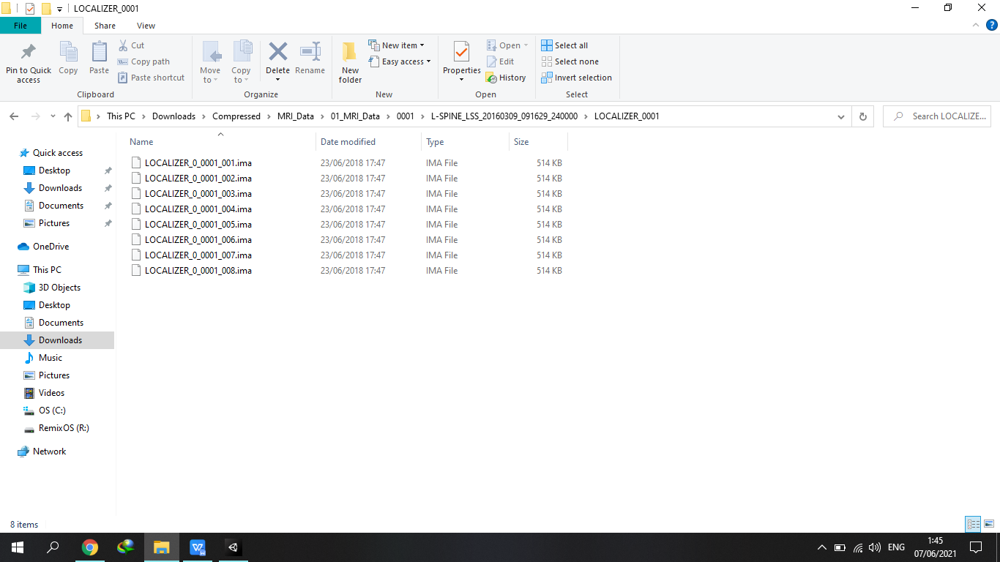 LOCALIZER_0001
File Home Share View
Pin to Quick access
Copy
Paste
Cut
Copy path
Paste shortcut
Clipboard
Move to
Copy to
Delete
Rename
Organize
New folder
New item
Easy access
New
Properties
Open
Edit
History
Open
Select all
Select none
Invert selection
Select
This PC > Downloads > Compressed > MRI_Data > 01_MRI_Data > 0001 > L-SPINE_LSS_20160309_091629_240000 > LOCALIZER_0001
Search LOCALIZE...
Quick access
Desktop
Downloads
Documents
Pictures
OneDrive
This PC
3D Objects
Desktop
Documents
Downloads
Music
Pictures
Videos
OS (C:)
RemixOS (R:)
Network
Name Date modified Type Size
LOCALIZER_0_0001_001.ima 23/06/2018 17:47 IMA File 514 KB
LOCALIZER_0_0001_002.ima 23/06/2018 17:47 IMA File 514 KB
LOCALIZER_0_0001_003.ima 23/06/2018 17:47 IMA File 514 KB
LOCALIZER_0_0001_004.ima 23/06/2018 17:47 IMA File 514 KB
LOCALIZER_0_0001_005.ima 23/06/2018 17:47 IMA File 514 KB
LOCALIZER_0_0001_006.ima 23/06/2018 17:47 IMA File 514 KB
LOCALIZER_0_0001_007.ima 23/06/2018 17:47 IMA File 514 KB
LOCALIZER_0_0001_008.ima 23/06/2018 17:47 IMA File 514 KB
8 items
ENG
1:45
07/06/2021